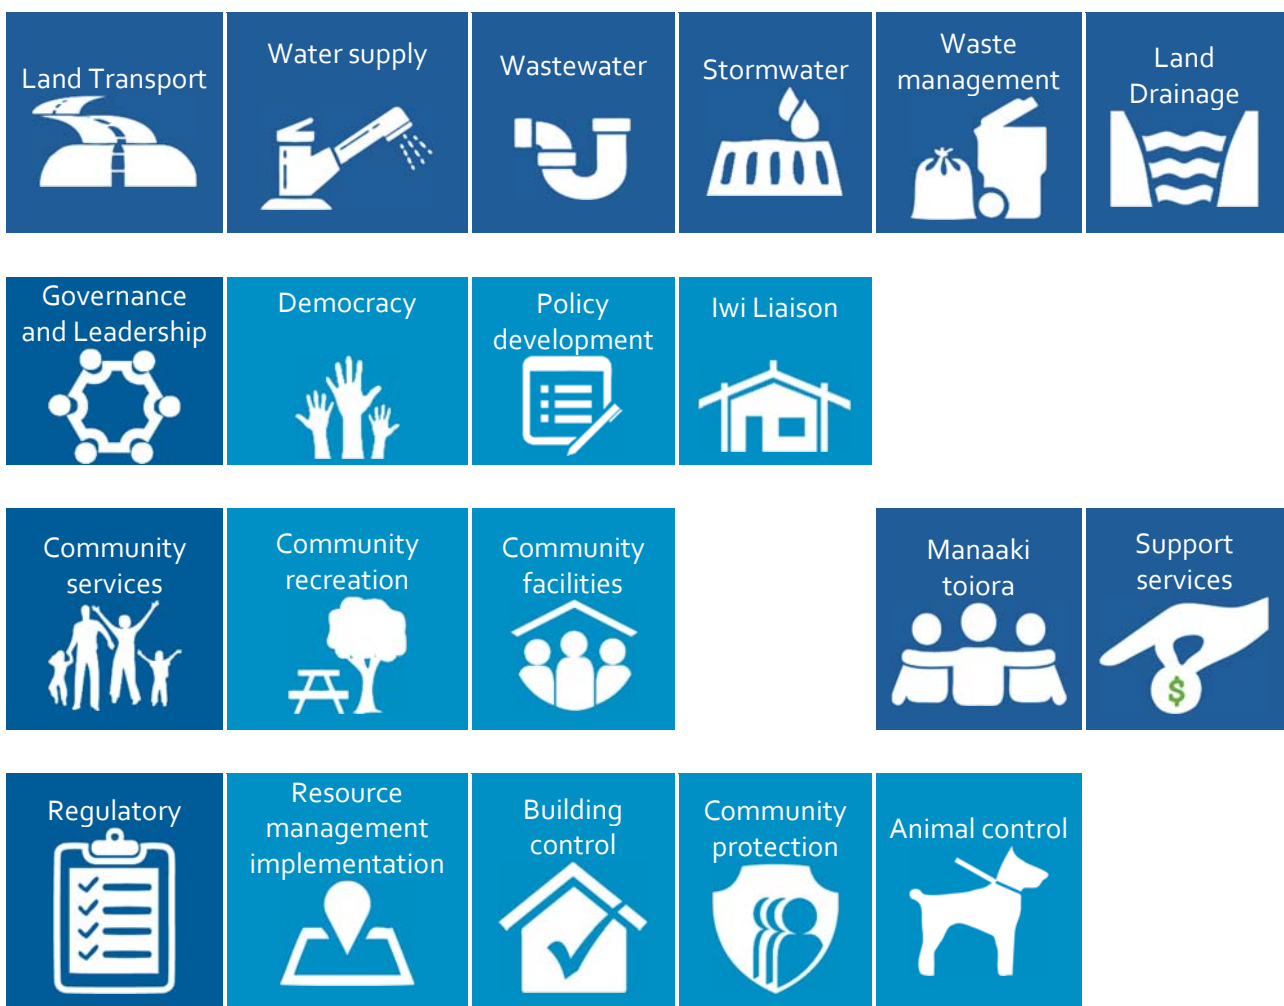 Land Transport
Water supply
Wastewater
Stormwater
Waste
management
Land
Drainage
Governance
and Leadership
Democracy
Policy
development
Iwi Liaison
Community
services
Community
recreation
Community
facilities
Manaaki
toiora
Support
services
$
Regulatory
Resource
management
implementation
Building
control
Community
protection
Animal control